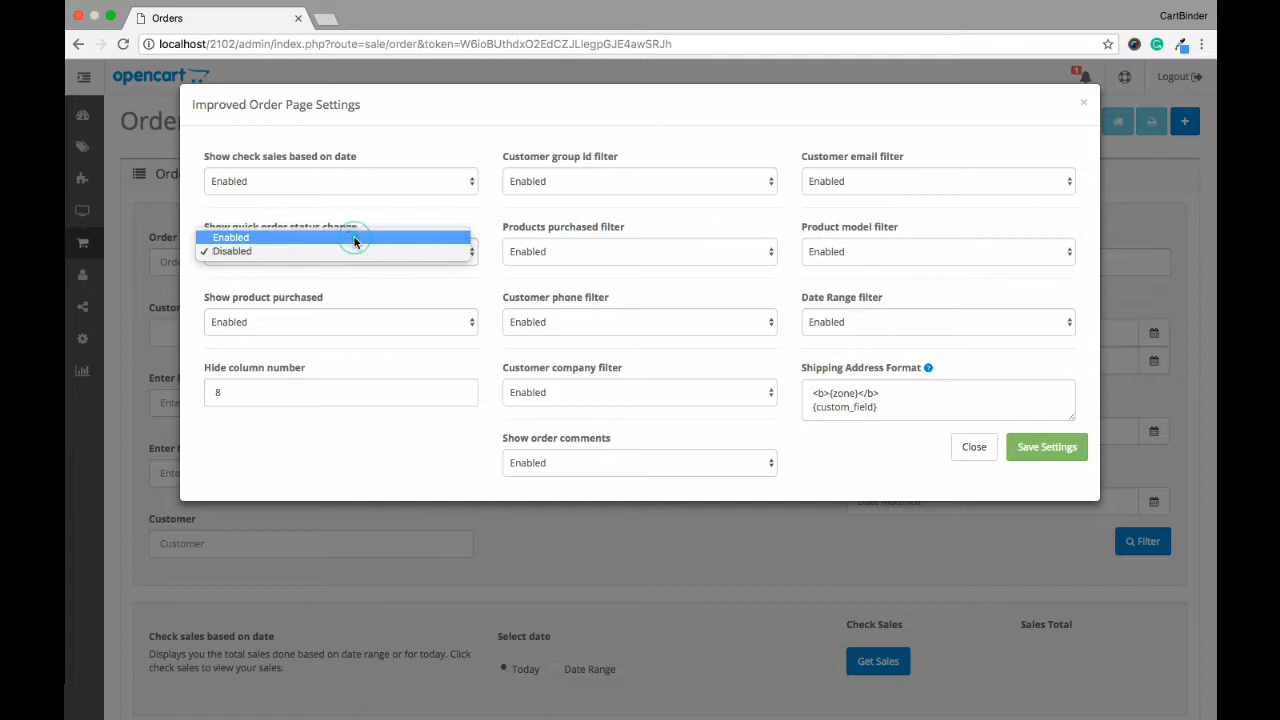 Orders
CartBinder
localhost/2102/admin/index.php?route=sale/order&token=W6ioBUthdxO2EdCZJLlegpGJE4awSRJh
opencart
1
Logout
Improved Order Page Settings
×
Show check sales based on date
Customer group id filter
Customer email filter
Enabled
Enabled
Enabled
Show quick order status change
Products purchased filter
Product model filter
Enabled
✓ Disabled
Enabled
Enabled
Show product purchased
Customer phone filter
Date Range filter
Enabled
Enabled
Enabled
Hide column number
Customer company filter
Shipping Address Format
8
Enabled
<b>{zone}</b>
{custom_field}
Show order comments
Enabled
Close
Save Settings
Order
Customer
Customer
Date Modified
Filter
Check sales based on date
Displays you the total sales done based on date range or for today. Click
check sales to view your sales.
Select date
Today
Date Range
Check Sales
Sales Total
Get Sales